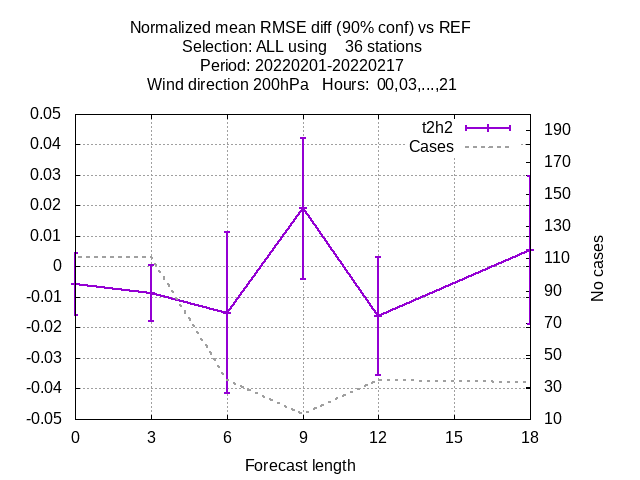 Normalized mean RMSE diff (90% conf) vs REF
Selection: ALL using    36 stations
Period: 20220201-20220217
Wind direction 200hPa   Hours:  00,03,...,21
t2h2
Cases
0.05
0.04
0.03
0.02
0.01
0
-0.01
-0.02
-0.03
-0.04
-0.05
190
170
150
130
110
90
70
50
30
10
No cases
0 3 6 9 12 15 18
Forecast length